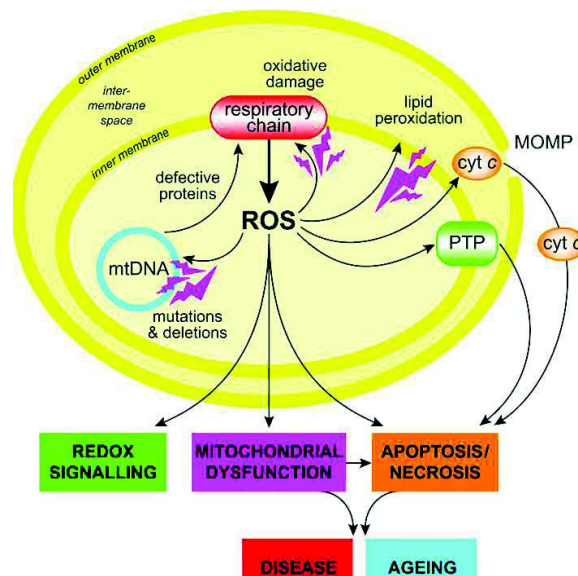 outer membrane
inter-
membrane
space
inner membrane
oxidative
damage
respiratory
chain
lipid
peroxidation
MOMP
cyt c
defective
proteins
ROS
PTP
cyt c
mtDNA
mutations
& deletions
REDOX
SIGNALLING
MITOCHONDRIAL
DYSFUNCTION
APOPTOSIS/
NECROSIS
DISEASE
AGEING